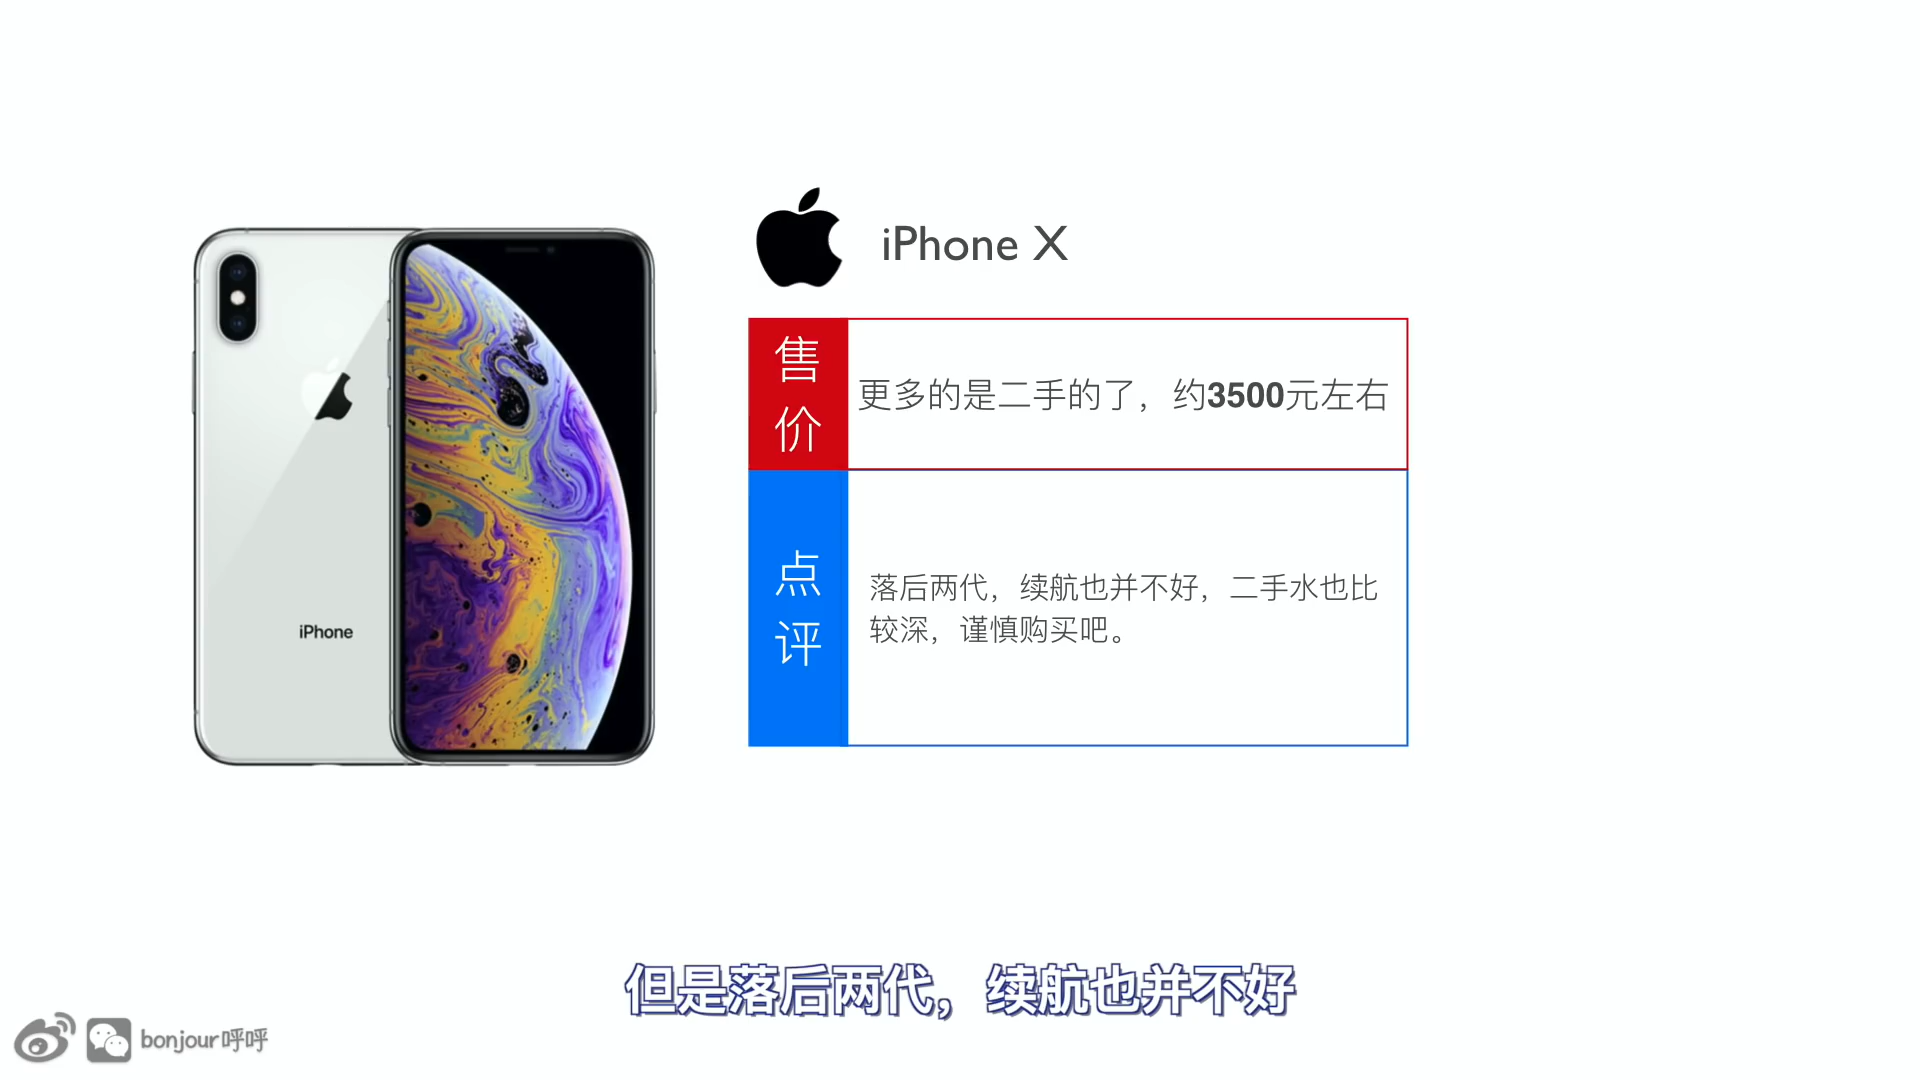 iPhone
iPhone X
售价
更多的是二手的了，约3500元左右
点评
落后两代，续航也并不好，二手水也比
较深，谨慎购买吧。
但是落后两代，续航也并不好
bonjour呼呼